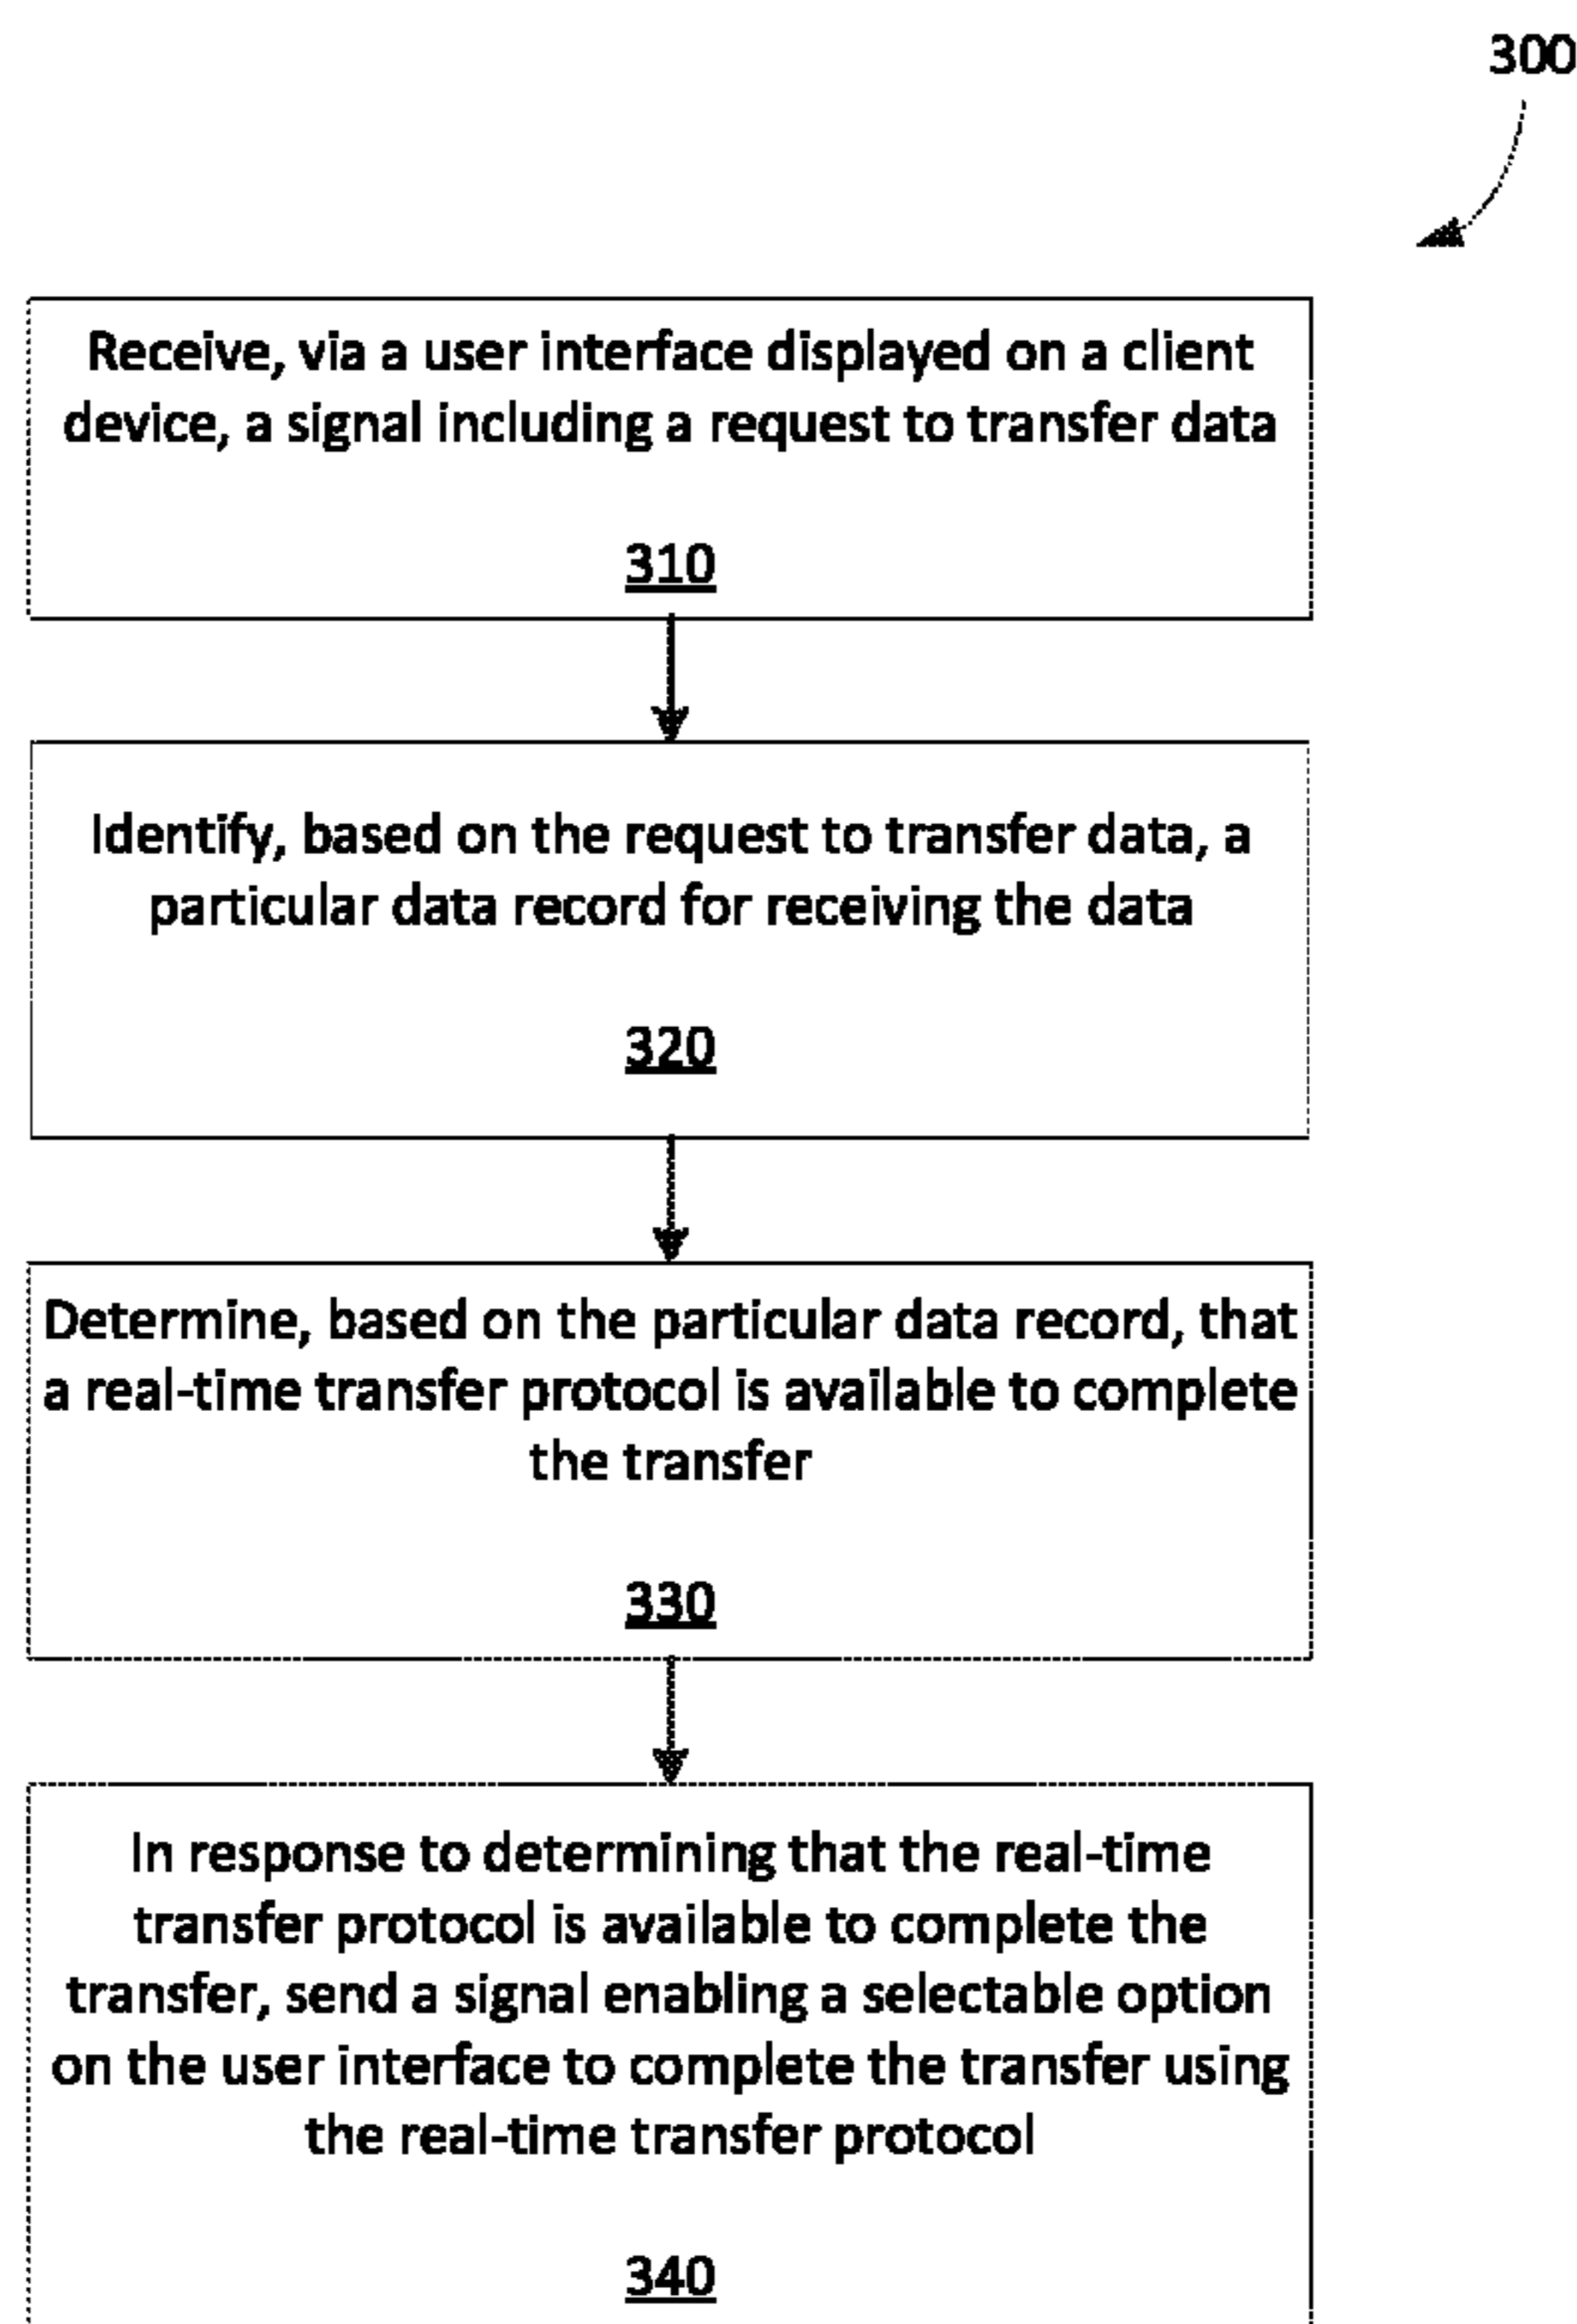 300
Receive, via a user interface displayed on a client
device, a signal including a request to transfer data
310
Identify, based on the request to transfer data, a
particular data record for receiving the data
320
Determine, based on the particular data record, that
a real-time transfer protocol is available to complete
the transfer
330
In response to determining that the real-time
transfer protocol is available to complete the
transfer, send a signal enabling a selectable option
on the user interface to complete the transfer using
the real-time transfer protocol
340